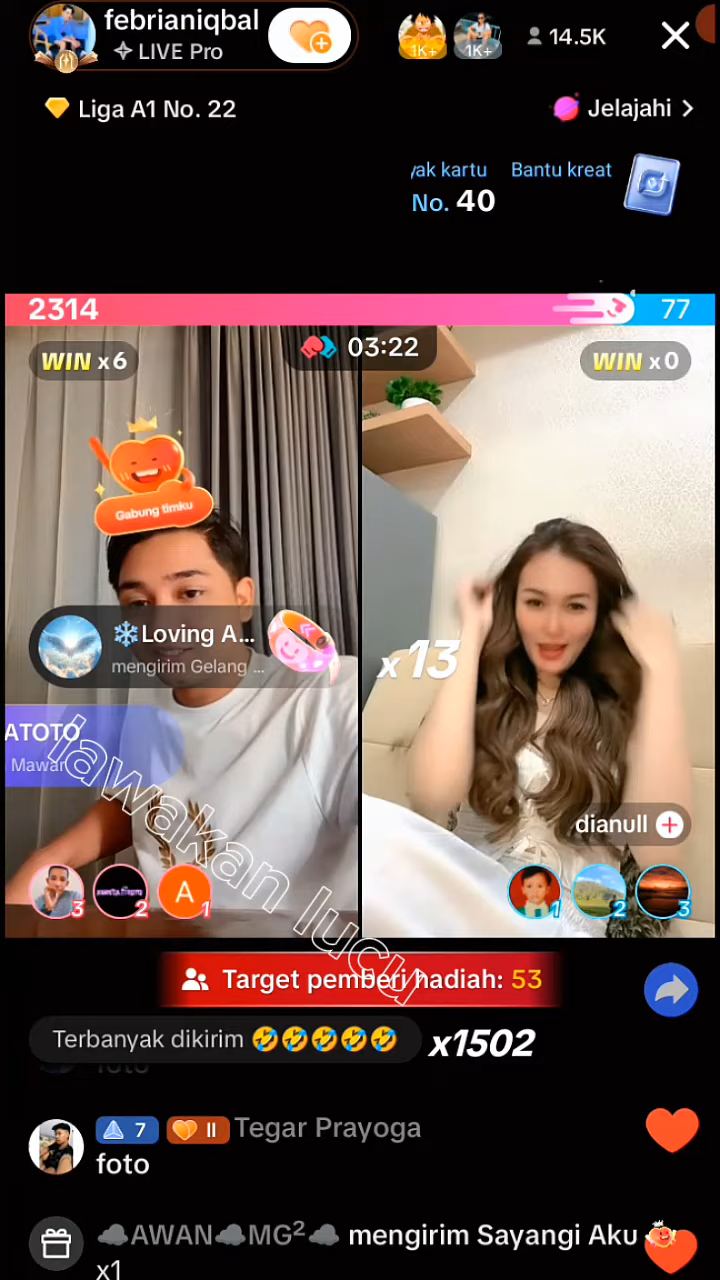 febrianiqbal
LIVE Pro
1K+
1K+
14.5K
Liga A1 No. 22
Jelajahi
yak kartu
Bantu kreat
No. 40
2314
77
WIN x6
03:22
WIN x0
Gabung timku
❄Loving A...
mengirim Gelang ...
x 13
ATOTO
Mawar
lawakan lucu
dianull
3
2
A
1
1
2
3
Target pemberi hadiah: 53
Terbanyak dikirim 🤣🤣🤣🤣🤣 x1502
7
II
Tegar Prayoga
foto
☁AWAN☁MG²☁ mengirim Sayangi Aku
x1